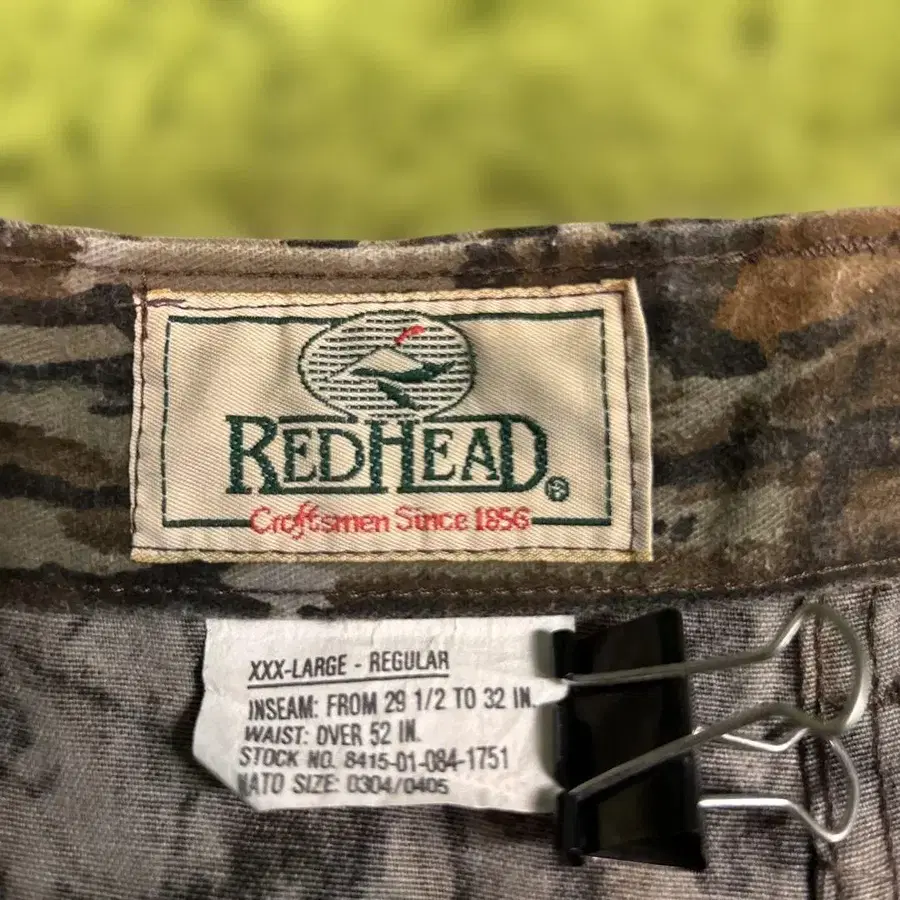 REDHEAD®
Craftsmen Since 1856
XXX-LARGE - REGULAR
INSEAM: FROM 29 1/2 TO 32 IN.
WAIST: OVER 52 IN.
STOCK NO. 8415-01-084-1751
NATO SIZE: 0304/0405